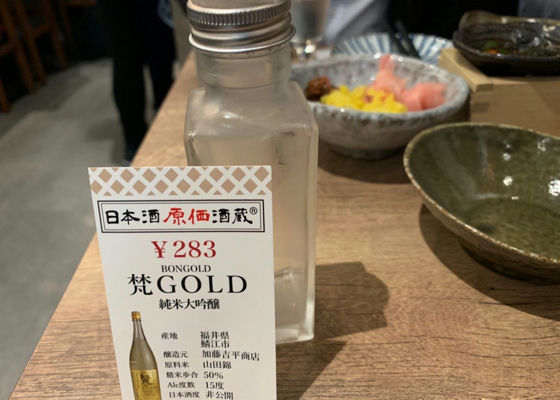 日本酒原価酒蔵®
¥283
BONGOLD
梵GOLD
純米大吟醸
産地 福井県
鯖江市
醸造元 加藤吉平商店
原料米 山田錦
精米歩合 50%
Alc度数 15度
日本酒度 非公開